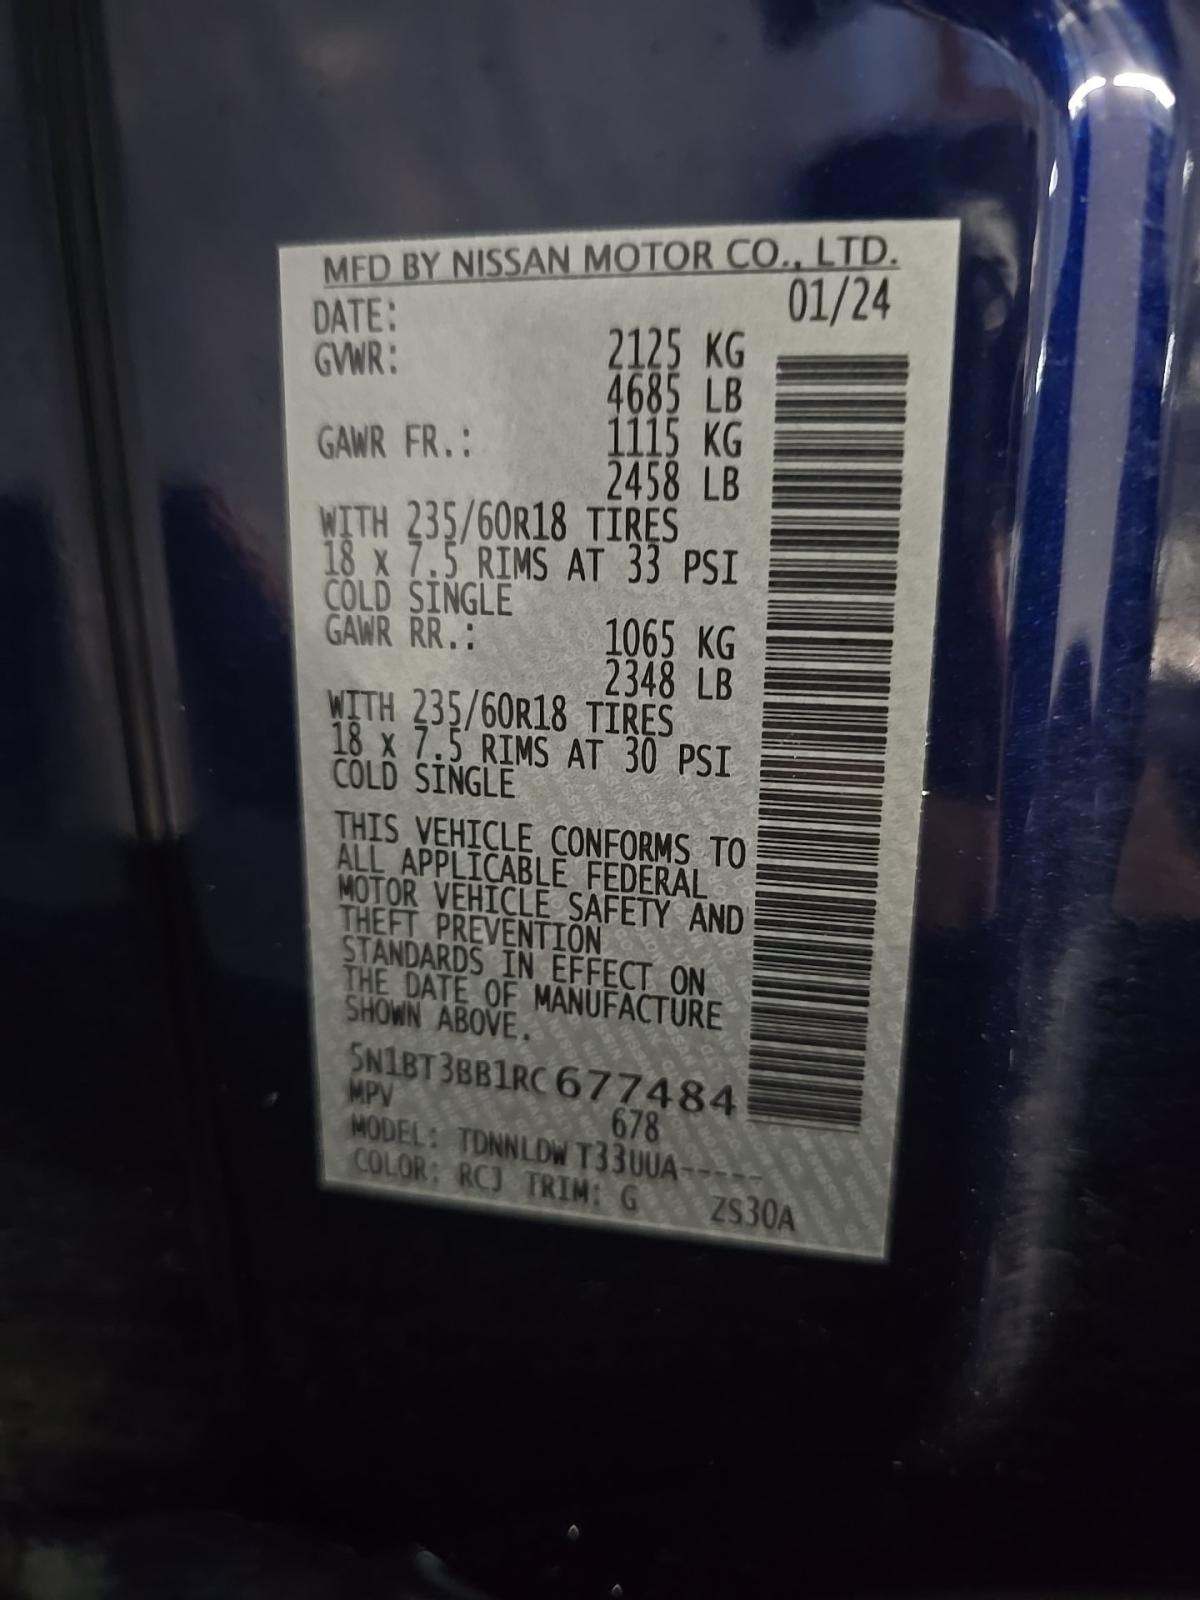 MFD BY NISSAN MOTOR CO., LTD.
DATE: 01/24
GVWR: 2125 KG
4685 LB
GAWR FR.: 1115 KG
2458 LB
WITH 235/60R18 TIRES
18 x 7.5 RIMS AT 33 PSI
COLD SINGLE
GAWR RR.: 1065 KG
2348 LB
WITH 235/60R18 TIRES
18 x 7.5 RIMS AT 30 PSI
COLD SINGLE
THIS VEHICLE CONFORMS TO
ALL APPLICABLE FEDERAL
MOTOR VEHICLE SAFETY AND
THEFT PREVENTION
STANDARDS IN EFFECT ON
THE DATE OF MANUFACTURE
SHOWN ABOVE.
5N1BT3BB1RC677484
MPV 678
MODEL: TDNNLDWT33UUA-----
COLOR: RCJ TRIM: G ZS30A